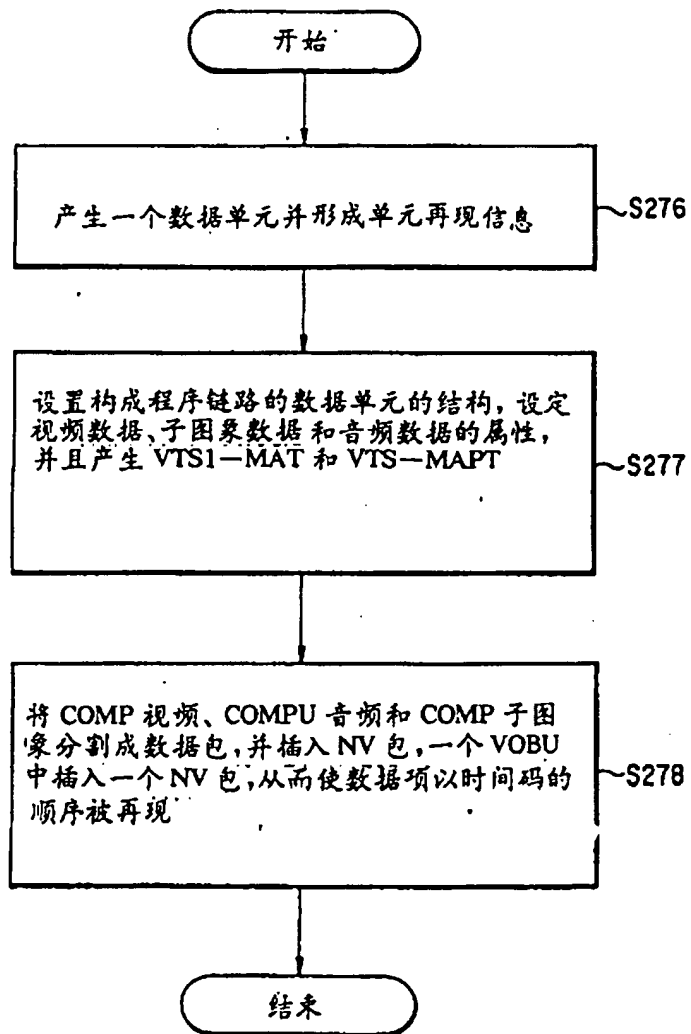 开始
产生一个数据单元并形成单元再现信息
S276
设置构成程序链路的数据单元的结构，设定
视频数据、子图象数据和音频数据的属性，
并且产生 VTS1－MAT 和 VTS－MAPT
S277
将 COMP 视频、COMPU 音频和 COMP 子图
象分割成数据包，并插入 NV 包，一个 VOBU
中插入一个 NV 包，从而使数据项以时间码的
顺序被再现
S278
结束